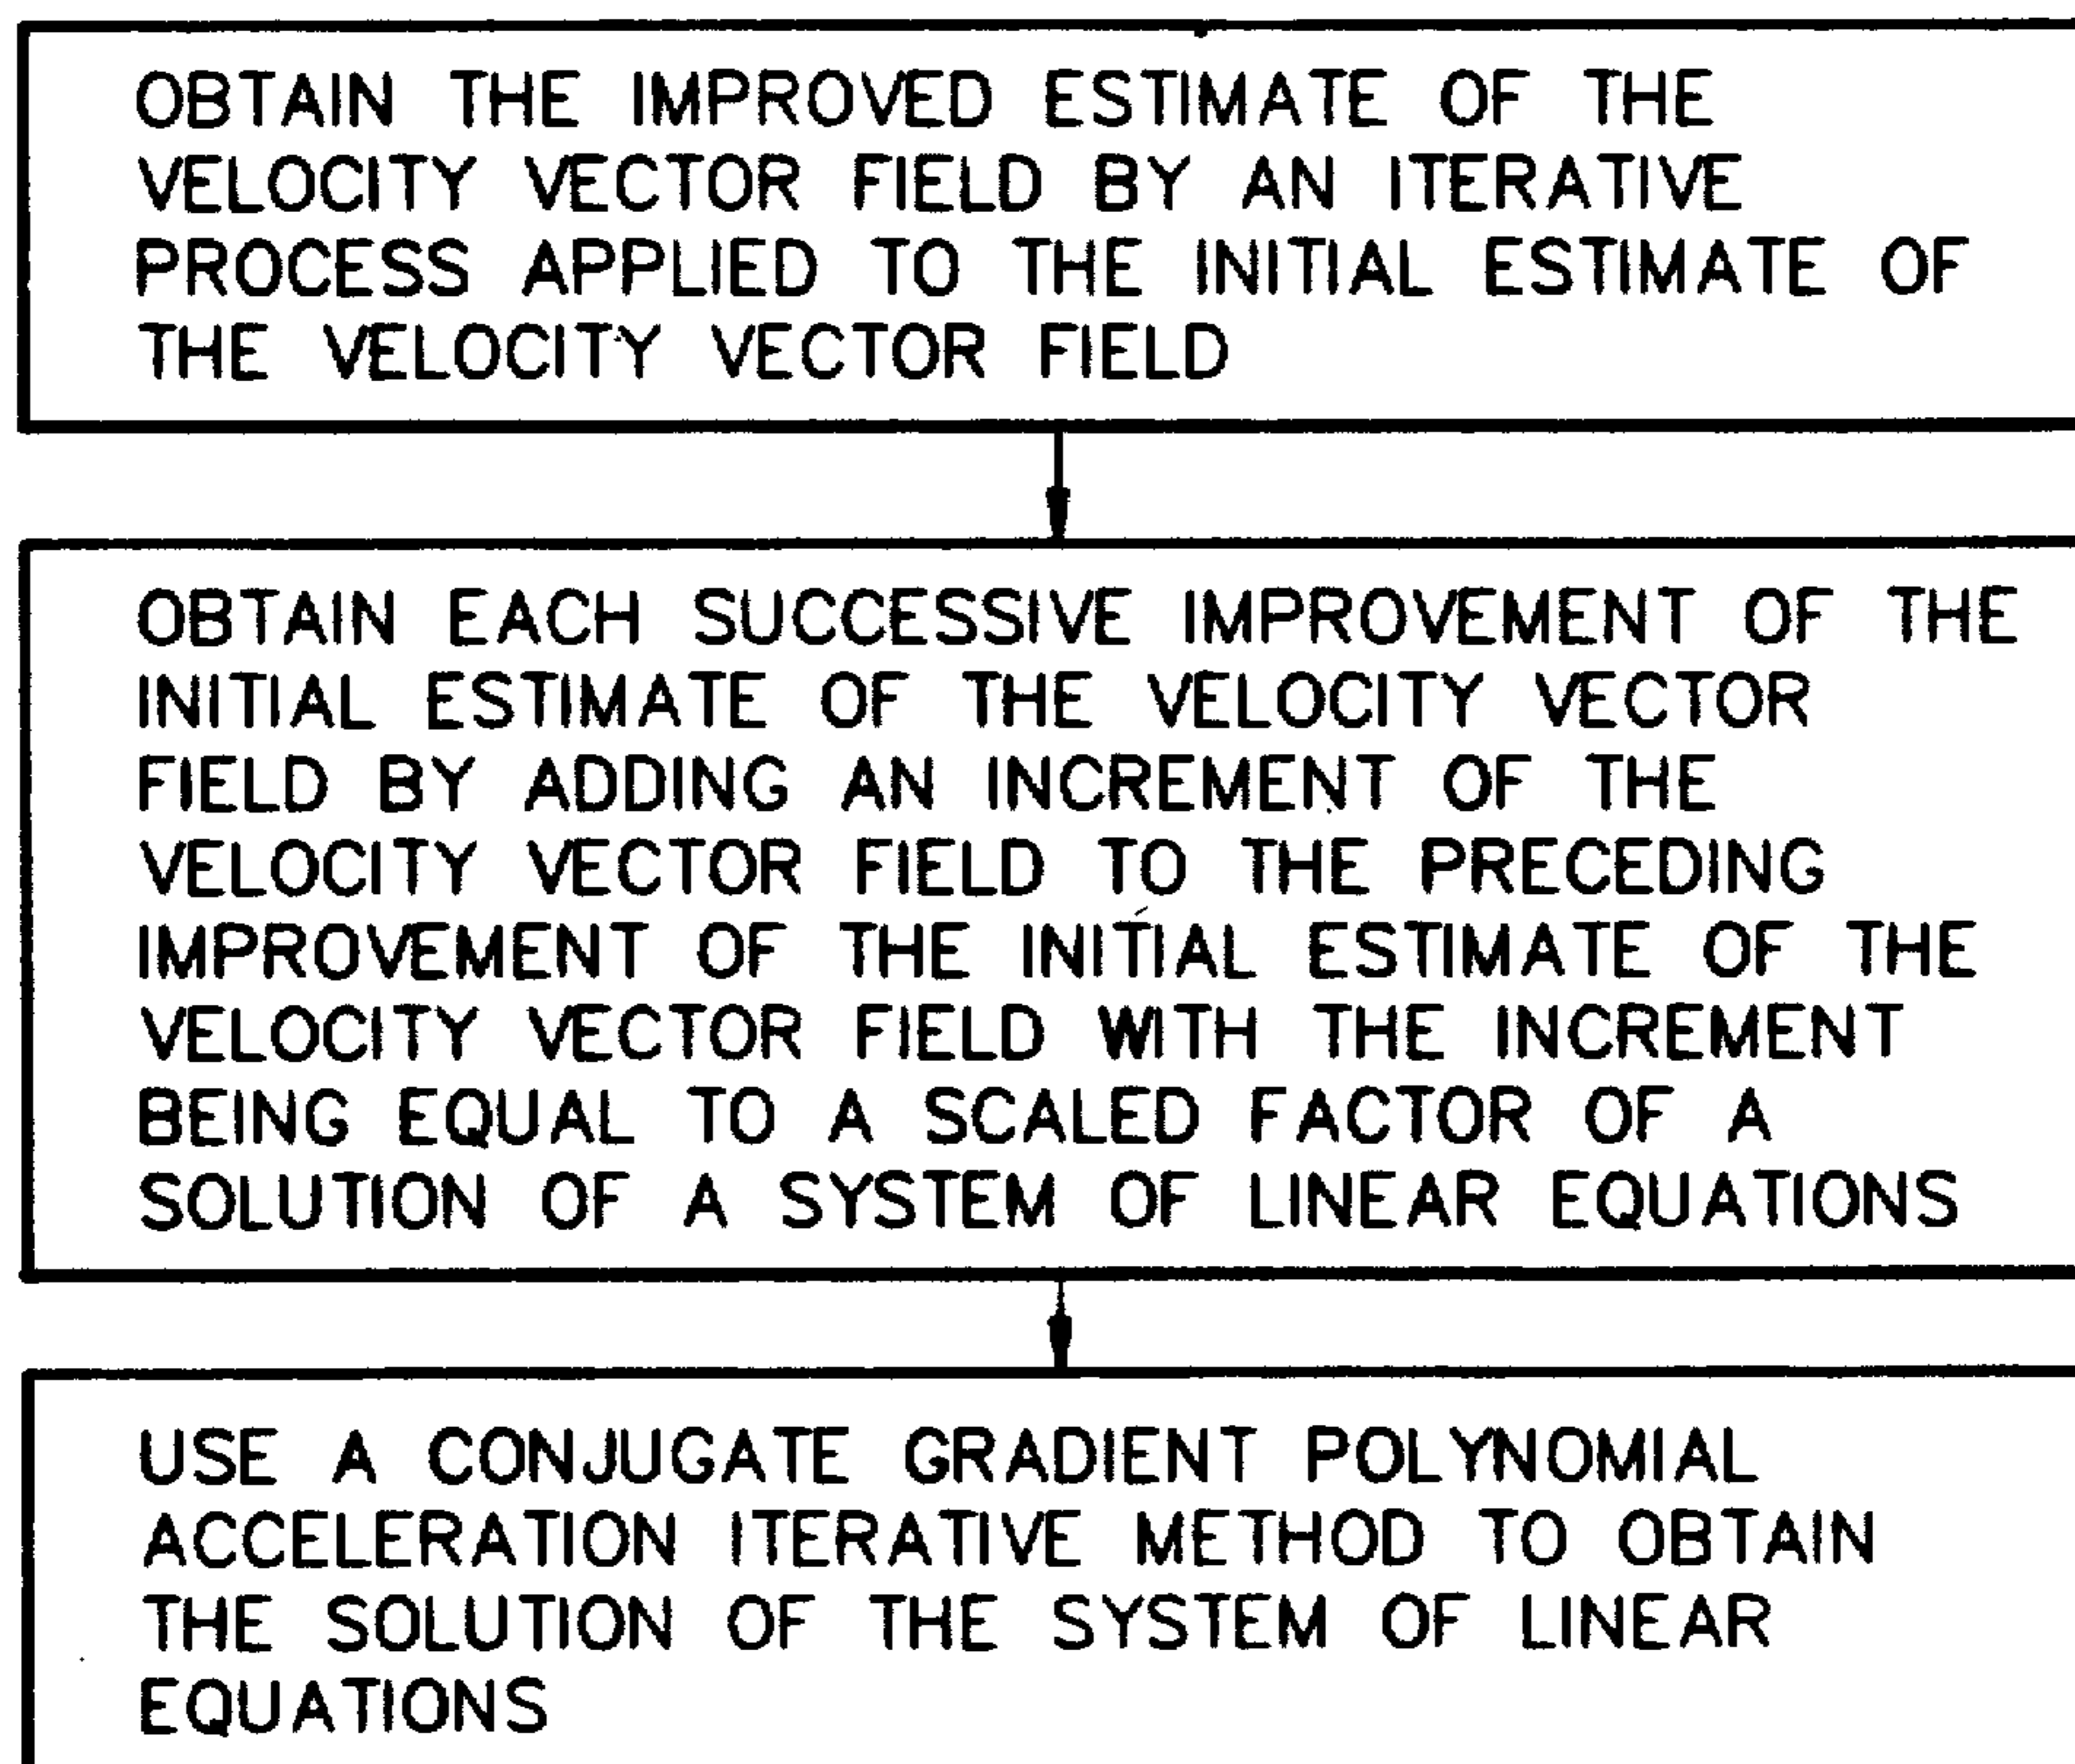 OBTAIN THE IMPROVED ESTIMATE OF THE
VELOCITY VECTOR FIELD BY AN ITERATIVE
PROCESS APPLIED TO THE INITIAL ESTIMATE OF
THE VELOCITY VECTOR FIELD
OBTAIN EACH SUCCESSIVE IMPROVEMENT OF THE
INITIAL ESTIMATE OF THE VELOCITY VECTOR
FIELD BY ADDING AN INCREMENT OF THE
VELOCITY VECTOR FIELD TO THE PRECEDING
IMPROVEMENT OF THE INITIAL ESTIMATE OF THE
VELOCITY VECTOR FIELD WITH THE INCREMENT
BEING EQUAL TO A SCALED FACTOR OF A
SOLUTION OF A SYSTEM OF LINEAR EQUATIONS
USE A CONJUGATE GRADIENT POLYNOMIAL
ACCELERATION ITERATIVE METHOD TO OBTAIN
THE SOLUTION OF THE SYSTEM OF LINEAR
EQUATIONS